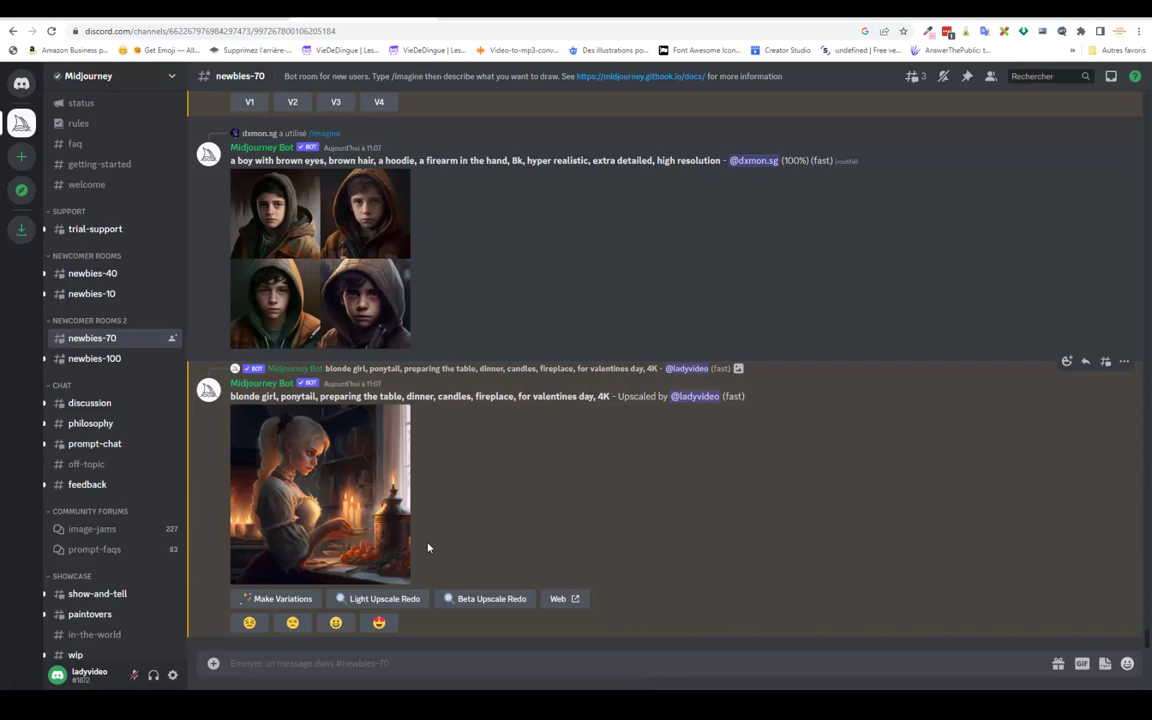 discord.com/channels/662267976984297473/997267800106205184
Amazon Business p...
Get Emoji — All...
Supprimez l'arrière-...
VieDeDingue | Les...
VieDeDingue | Les...
Video-to-mp3-conv...
Des illustrations po...
Font Awesome Icon...
Creator Studio
undefined | Free ve...
AnswerThePublic: t...
»
Autres favoris
Midjourney
newbies-70
Bot room for new users. Type /imagine then describe what you want to draw. See https://midjourney.gitbook.io/docs/ for more information
3
Rechercher
status
rules
faq
getting-started
welcome
SUPPORT
trial-support
NEWCOMER ROOMS
newbies-40
newbies-10
NEWCOMER ROOMS 2
newbies-70
newbies-100
CHAT
discussion
philosophy
prompt-chat
off-topic
feedback
COMMUNITY FORUMS
image-jams 227
prompt-faqs 83
SHOWCASE
show-and-tell
paintovers
in-the-world
wip
ladyvideo
#1872
V1 V2 V3 V4
dxmon.sg a utilisé /imagine
Midjourney Bot BOT Aujourd'hui à 11:07
a boy with brown eyes, brown hair, a hoodie, a firearm in the hand, 8k, hyper realistic, extra detailed, high resolution - @dxmon.sg (100%) (fast) (modifié)
BOT Midjourney Bot blonde girl, ponytail, preparing the table, dinner, candles, fireplace, for valentines day, 4K - @ladyvideo (fast)
Midjourney Bot BOT Aujourd'hui à 11:07
blonde girl, ponytail, preparing the table, dinner, candles, fireplace, for valentines day, 4K - Upscaled by @ladyvideo (fast)
Make Variations Light Upscale Redo Beta Upscale Redo Web
Envoyer un message dans #newbies-70
GIF